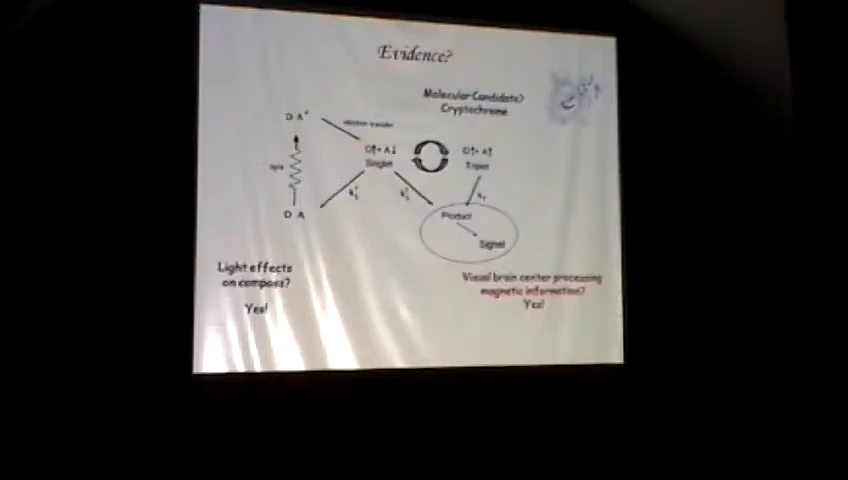 Evidence?
Molecular Candidate?
Cryptochrome
D A*
electron transfer
D↑+ A↓
Singlet
D↑+ A↑
Triplet
light
D A
Product
Signal
Light effects
on compass?
Yes!
Visual brain center processing
magnetic information?
Yes!